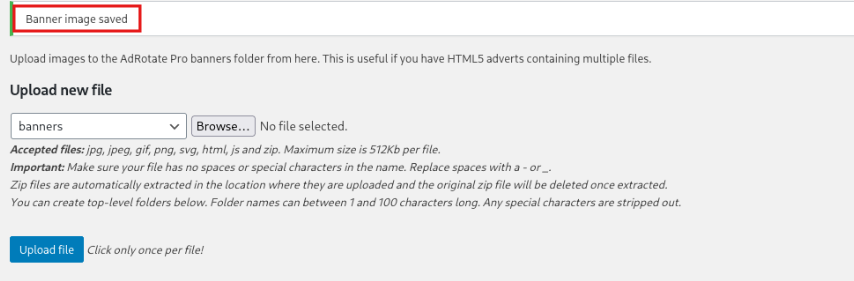 Banner image saved
Upload images to the AdRotate Pro banners folder from here. This is useful if you have HTML5 adverts containing multiple files.
Upload new file
banners Browse... No file selected.
Accepted files: jpg, jpeg, gif, png, svg, html, js and zip. Maximum size is 512Kb per file.
Important: Make sure your file has no spaces or special characters in the name. Replace spaces with a - or _.
Zip files are automatically extracted in the location where they are uploaded and the original zip file will be deleted once extracted.
You can create top-level folders below. Folder names can between 1 and 100 characters long. Any special characters are stripped out.
Upload file Click only once per file!